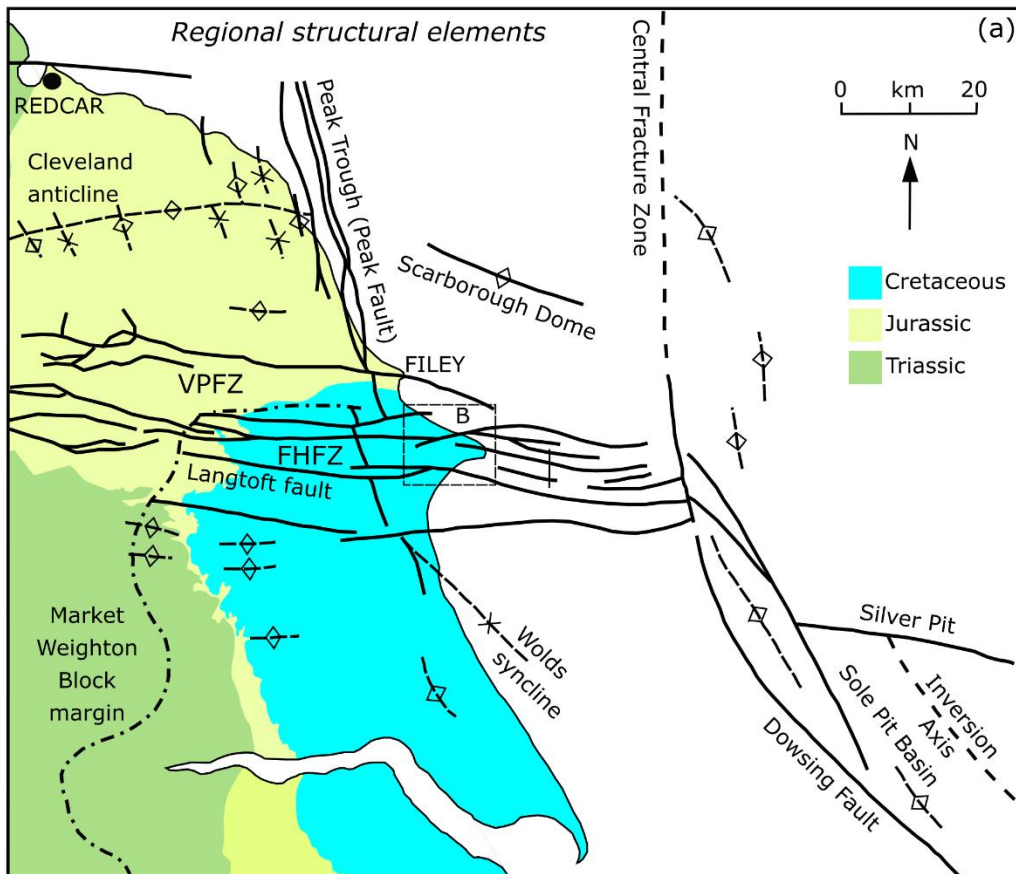 Regional structural elements
(a)
REDCAR
Cleveland
anticline
Peak Trough (Peak Fault)
Central Fracture Zone
0 km 20
N
Scarborough Dome
Cretaceous
Jurassic
Triassic
FILEY
VPFZ
B
FHFZ
Langtoft fault
Market
Weighton
Block
margin
Wolds
syncline
Silver Pit
Sole Pit Basin
Inversion
Axis
Dowsing Fault